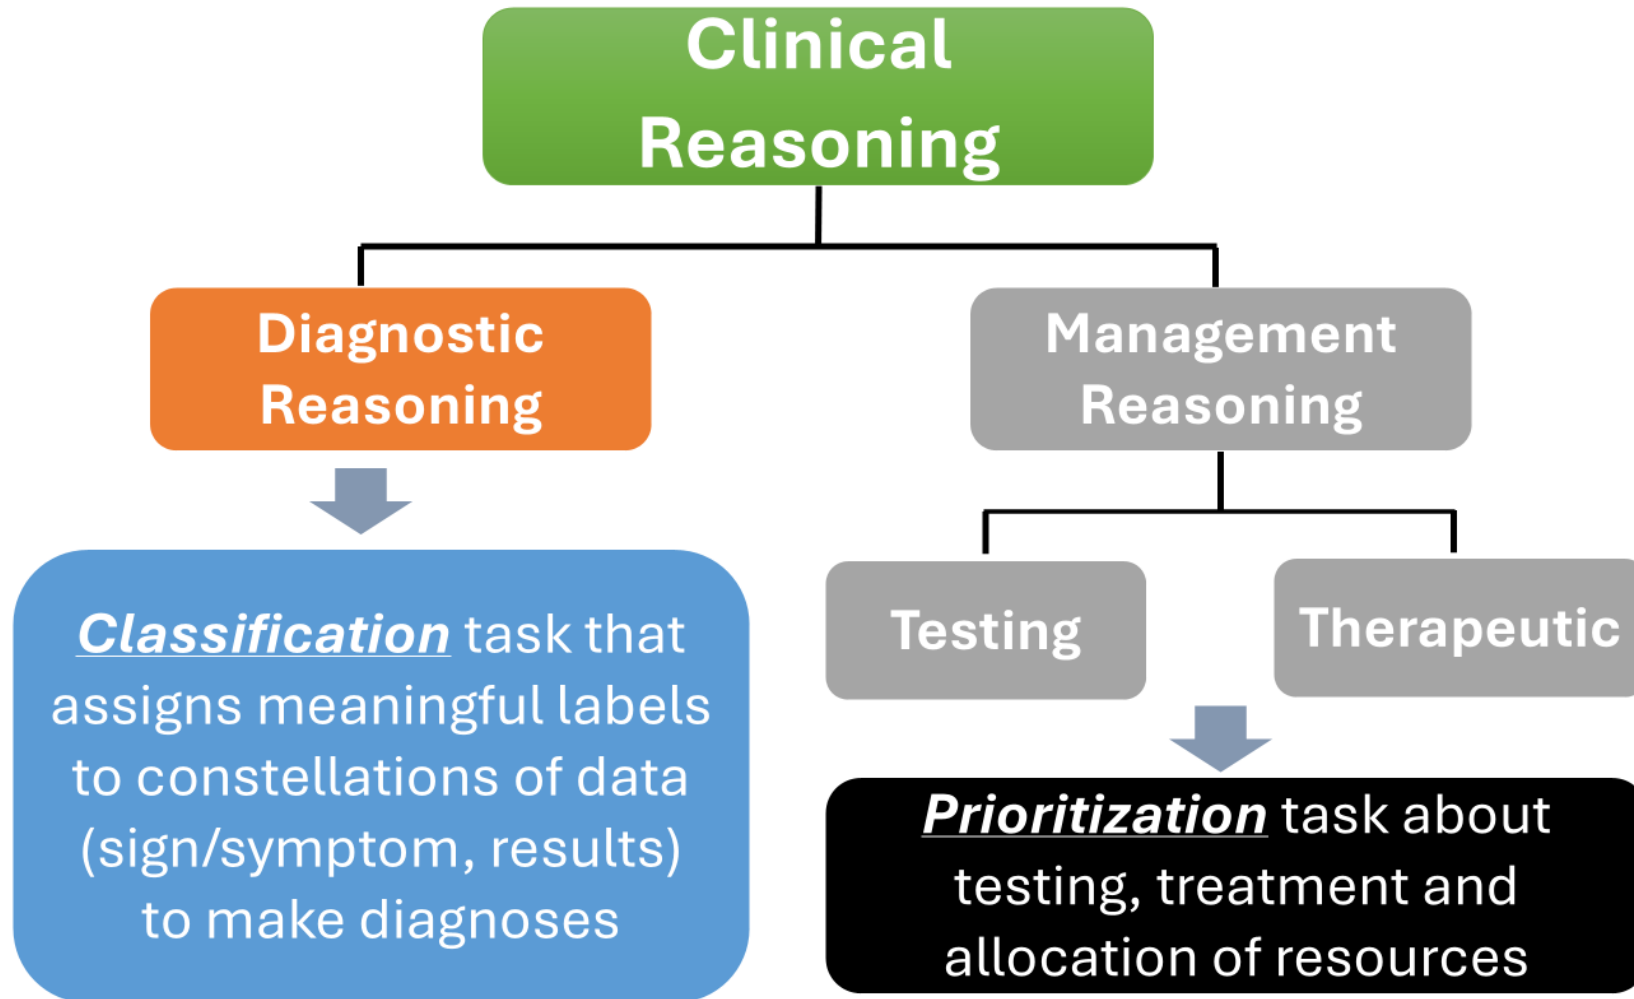 Clinical
Reasoning
Diagnostic
Reasoning
Management
Reasoning
Classification task that
assigns meaningful labels
to constellations of data
(sign/symptom, results)
to make diagnoses
Testing
Therapeutic
Prioritization task about
testing, treatment and
allocation of resources